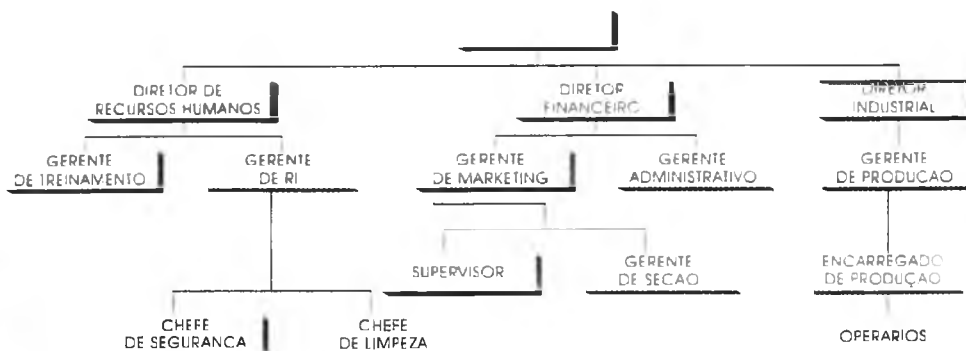 DIRETOR DE
RECURSOS HUMANOS
DIRETOR
FINANCEIRO
DIRETOR
INDUSTRIAL
GERENTE
DE TREINAMENTO
GERENTE
DE RI
GERENTE
DE MARKETING
GERENTE
ADMINISTRATIVO
GERENTE
DE PRODUCAO
SUPERVISOR
GERENTE
DE SECAO
ENCARREGADO
DE PRODUÇAO
CHEFE
DE SEGURANCA
CHEFE
DE LIMPEZA
OPERARIOS